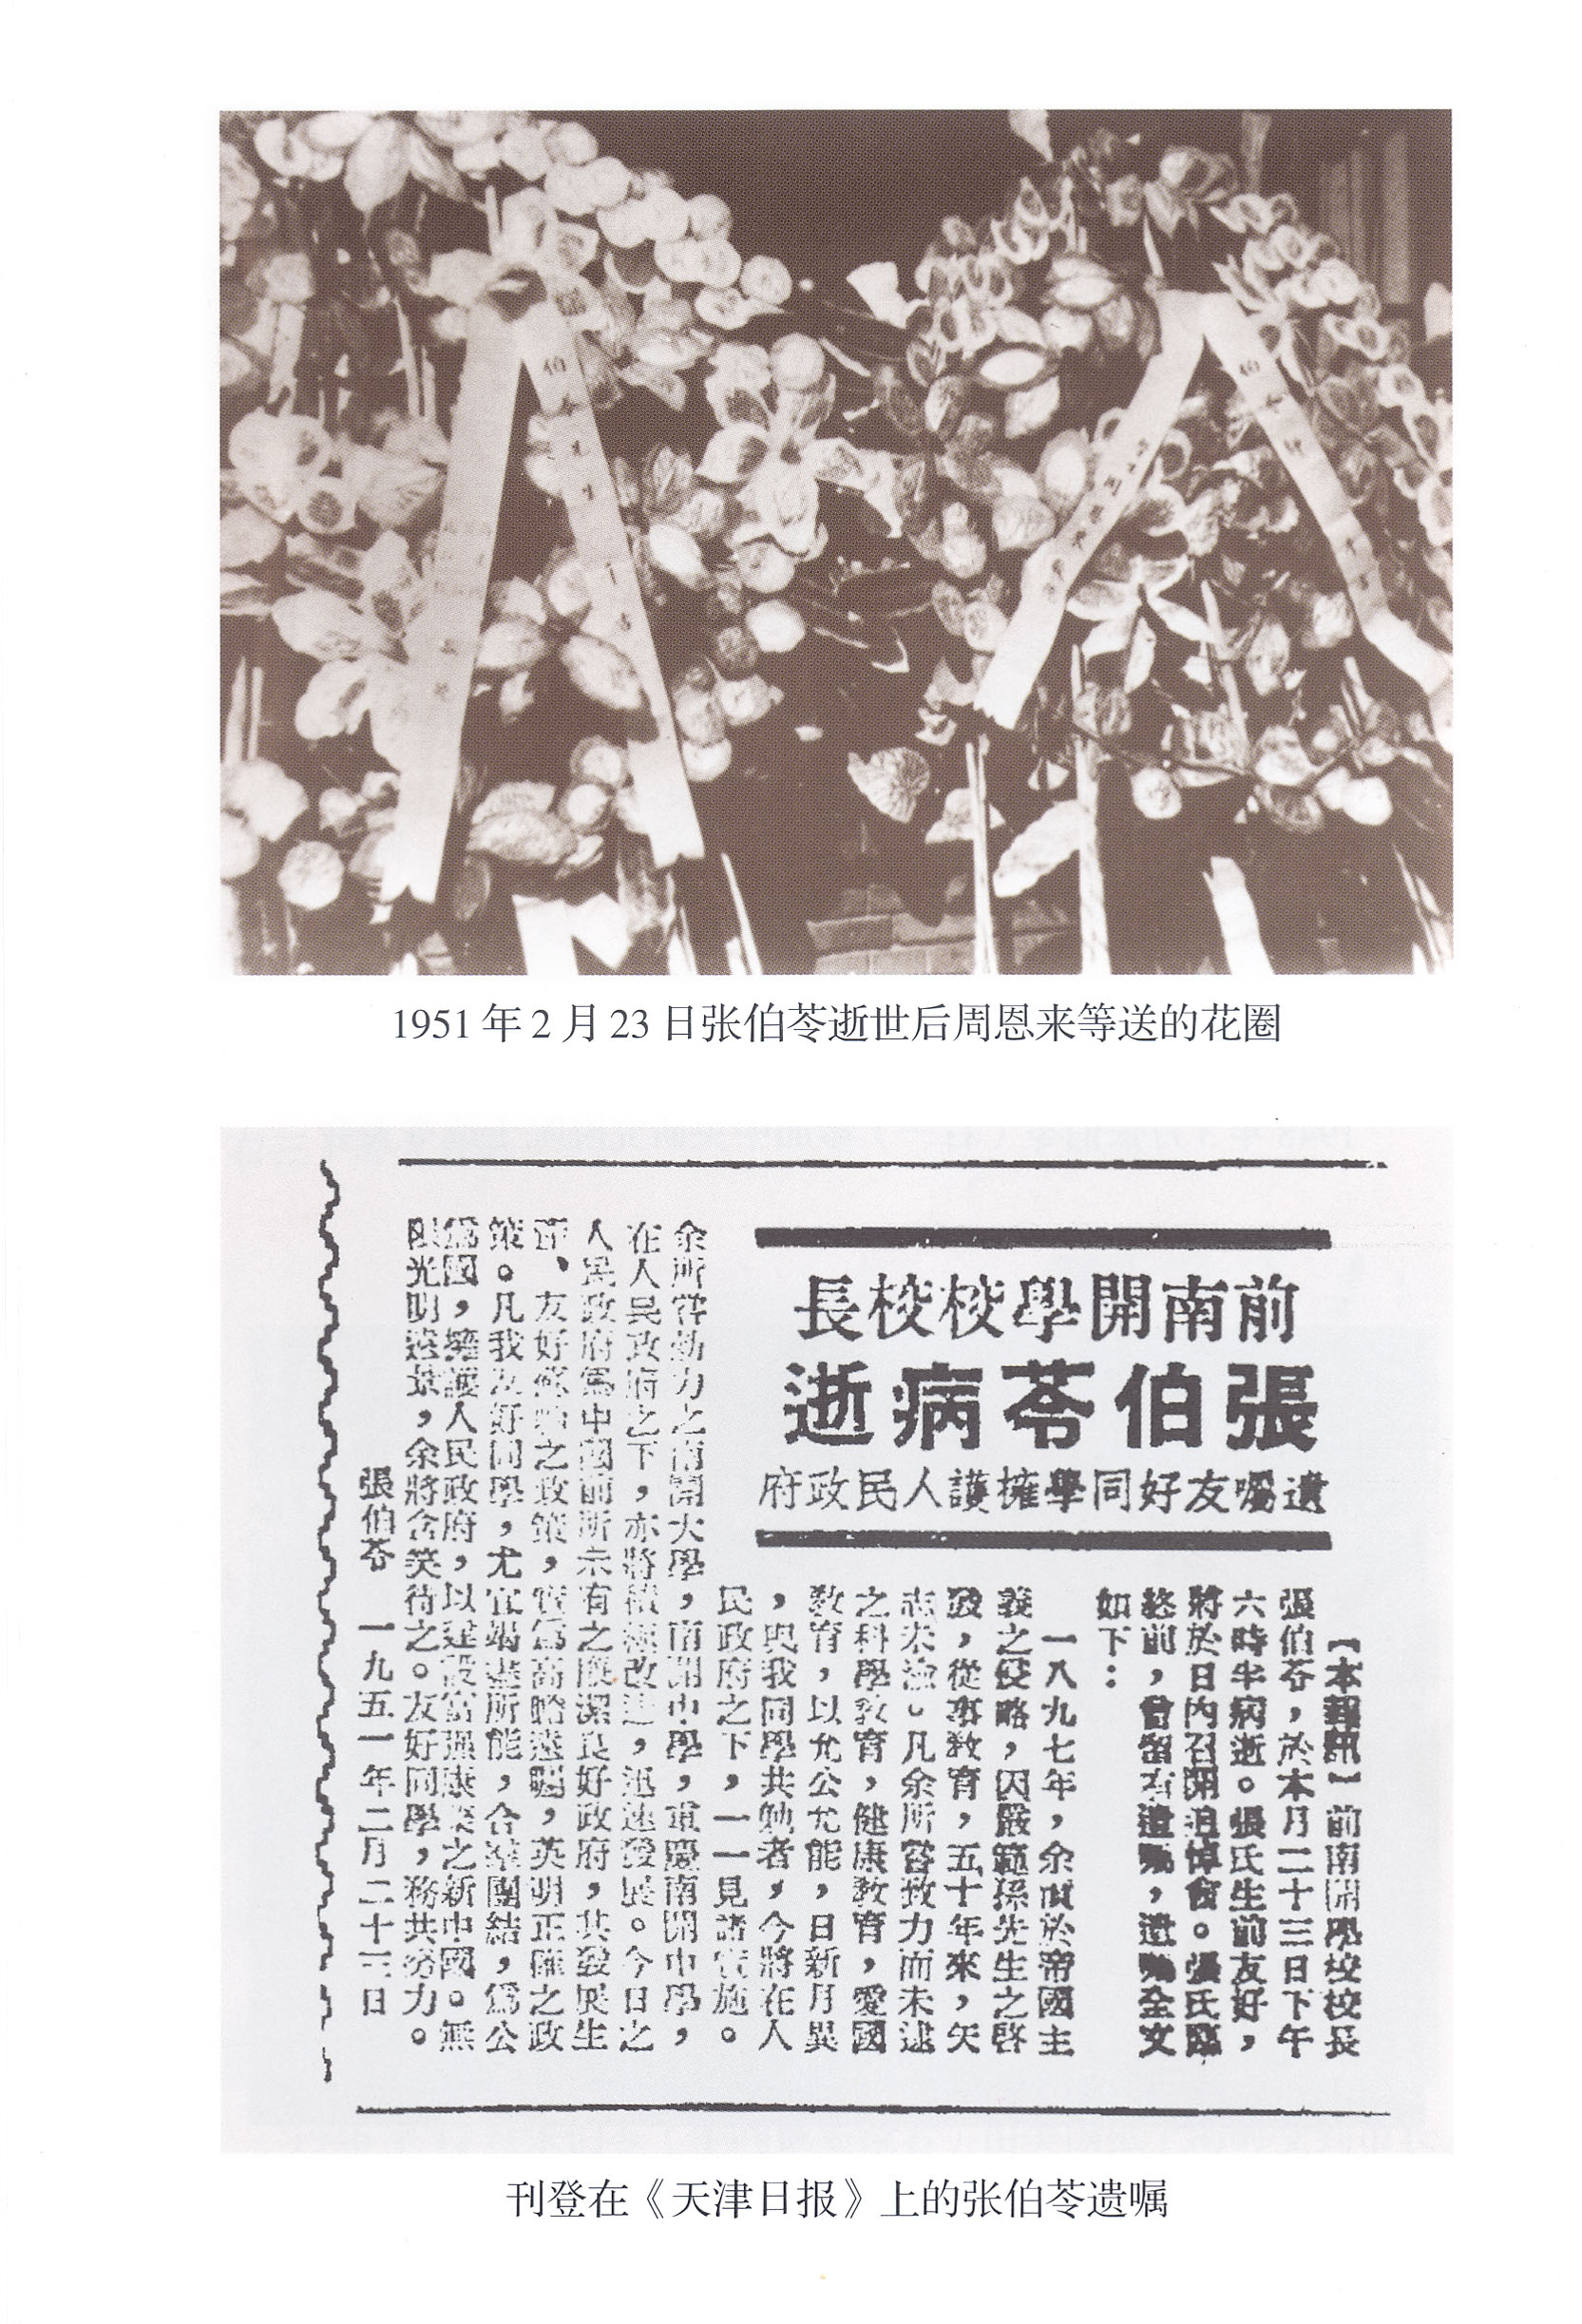 伯
1951年2月23日张伯苓逝世后周恩来等送的花圈
前南開學校校長
張伯苓病逝
遺囑友好同學擁護人民政府
【本報訊】前南開學校校長
張伯苓，於本月二十三日下午
六時半病逝。張氏生前友好，
將於日內召開追悼會。張氏臨
終前，曾留有遺囑，遺囑全文
如下：
一八九七年，余憤於帝國主
義之侵略，因嚴範孫先生之啓
發，從事教育，五十年來，矢
志未渝。凡余所嘗致力而未逮
之科學教育，健康教育，愛國
教育，以允公允能，日新月異
，與我同學共勉者，今將在人
民政府之下，一一見諸實施。
余所嘗効力之南開大學，南開中學，重慶南開中學，
在人民政府之下，亦將積極改進，迅速發展。今日之
人民政府爲中國前所未有之廉潔良好政府，其發展生
產、友好蘇聯之政策，實爲高瞻遠矚，英明正確之政
策。凡我友好同學，尤宜竭盡所能，合羣團結，爲公
爲國，擁護人民政府，以建設富强康樂之新中國。無
限光明遠景，余將含笑待之。友好同學，務共努力。
張伯苓 一九五一年二月二十三日
刊登在《天津日报》上的张伯苓遗嘱